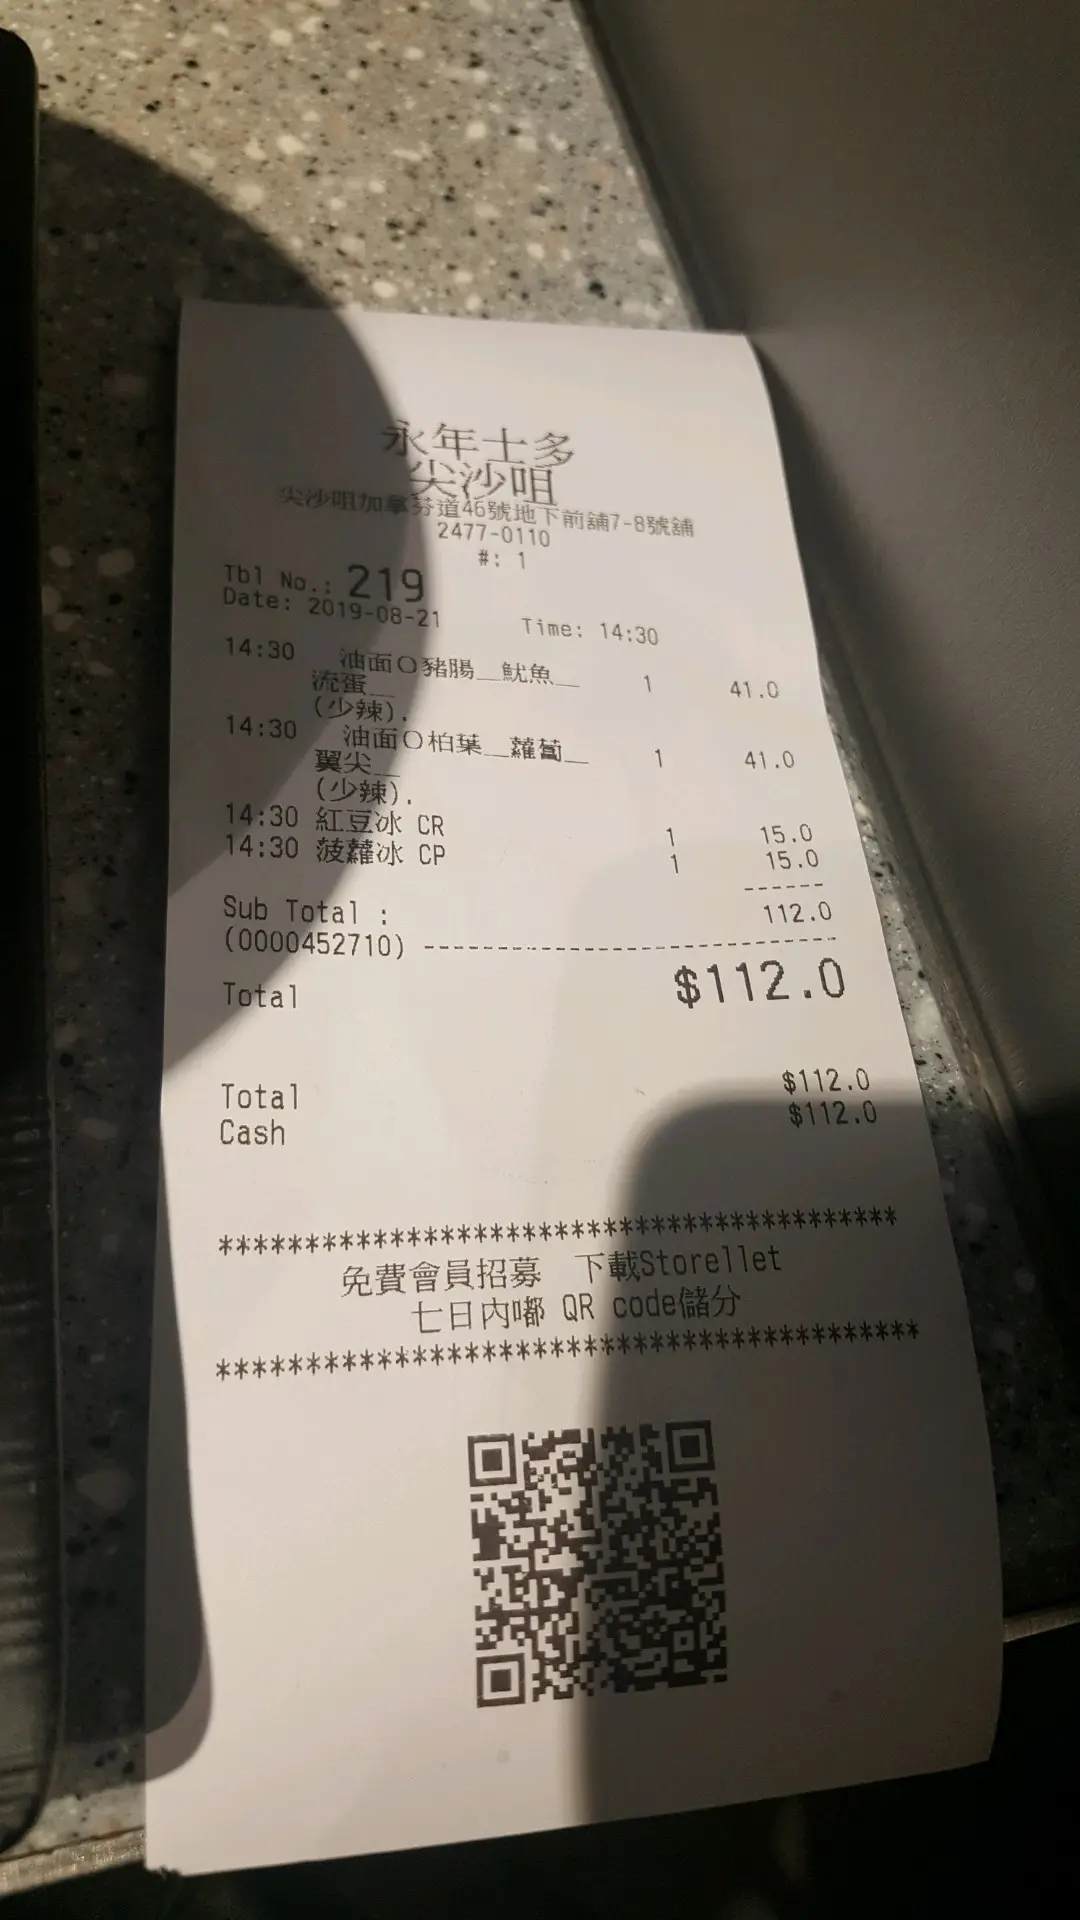 永年士多
尖沙咀
尖沙咀加拿芬道46號地下前舖7-8號舖
2477-0110
#: 1
Tbl No.: 219
Date: 2019-08-21 Time: 14:30
14:30 油面○豬腸__魷魚__ 1 41.0
流蛋__
(少辣).
14:30 油面○柏葉__蘿蔔__ 1 41.0
翼尖__
(少辣).
14:30 紅豆冰 CR 1 15.0
14:30 菠蘿冰 CP 1 15.0
------
Sub Total : 112.0
(0000452710) ----------------------------------
Total $112.0
Total $112.0
Cash $112.0
***************************************
免費會員招募 下載Storellet
七日內嘟 QR code儲分
***************************************